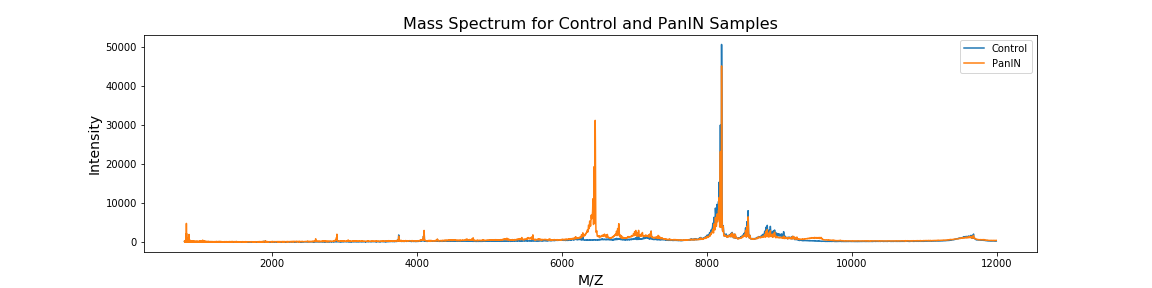 Mass Spectrum for Control and PanIN Samples
50000
40000
30000
20000
10000
0
Intensity
Control
PanIN
2000 4000 6000 8000 10000 12000
M/Z